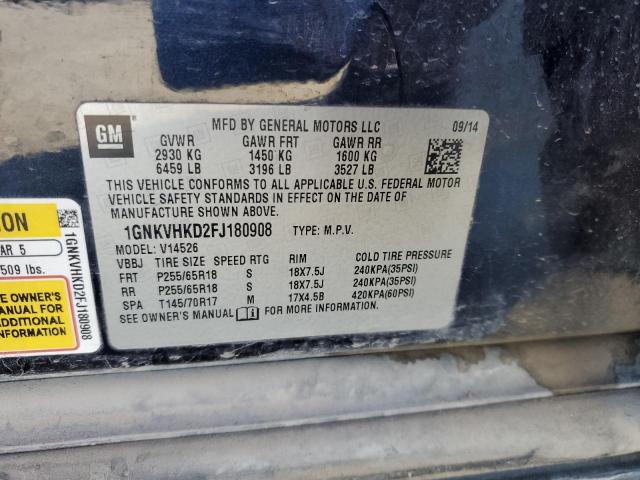 GM
MFD BY GENERAL MOTORS LLC 09/14
GVWR GAWR FRT GAWR RR
2930 KG 1450 KG 1600 KG
6459 LB 3196 LB 3527 LB
THIS VEHICLE CONFORMS TO ALL APPLICABLE U.S. FEDERAL MOTOR
VEHICLE SAFETY STANDARDS IN EFFECT ON THE DATE OF
MANUFACTURE SHOWN ABOVE.
1GNKVHKD2FJ180908 TYPE: M.P.V.
MODEL: V14526
VBBJ TIRE SIZE SPEED RTG RIM COLD TIRE PRESSURE
FRT P255/65R18 S 18X7.5J 240KPA(35PSI)
RR P255/65R18 S 18X7.5J 240KPA(35PSI)
SPA T145/70R17 M 17X4.5B 420KPA(60PSI)
SEE OWNER'S MANUAL FOR MORE INFORMATION.
ION
AR 5
509 lbs.
E OWNER'S
MANUAL FOR
ADDITIONAL
FORMATION
1GNKVHKD2FJ180908